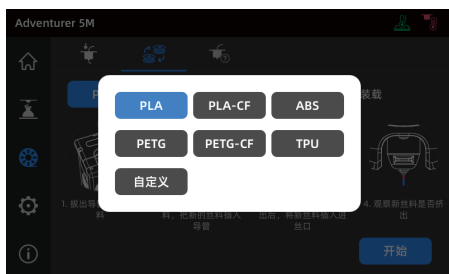 Adventurer 5M
P
装载
PLA
PLA-CF
ABS
PETG
PETG-CF
TPU
自定义
1. 拔出导
料
料，把新的丝料插入
导管
出后，将新丝料插入进
丝口
4. 观察新丝料是否挤
出
开始